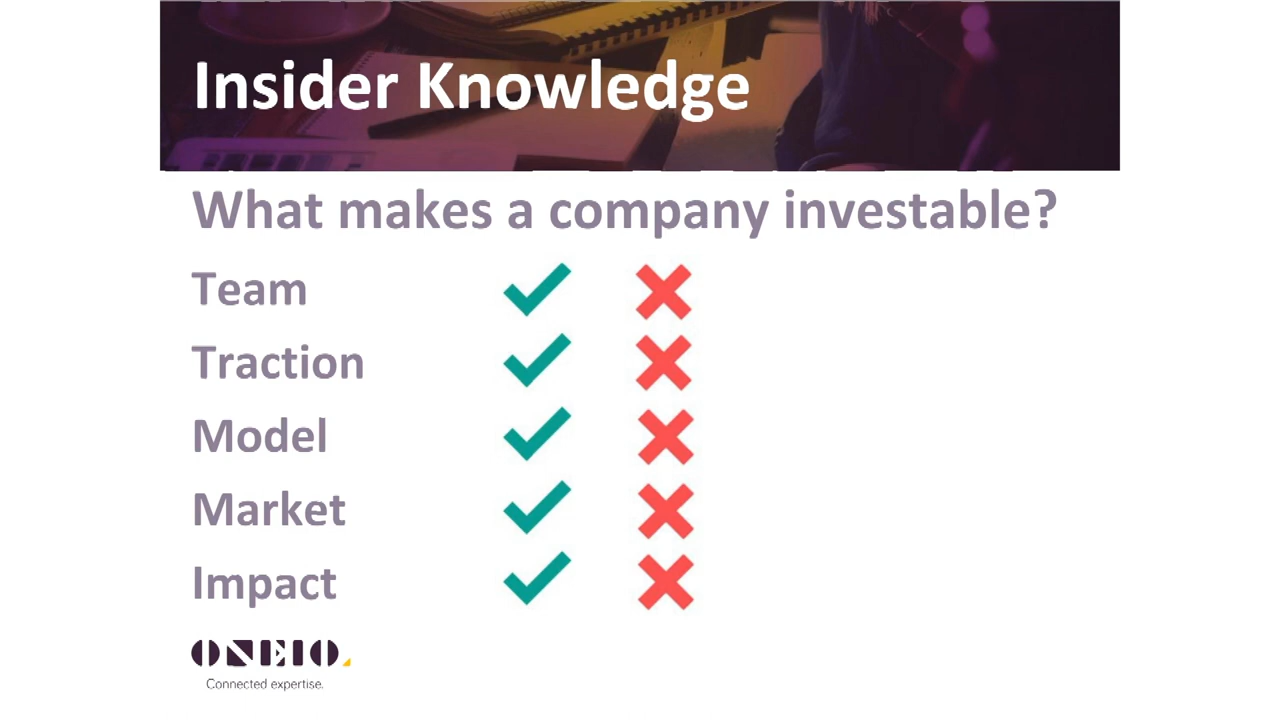 Insider Knowledge
What makes a company investable?
Team
Traction
Model
Market
Impact
ONEIO.
Connected expertise.